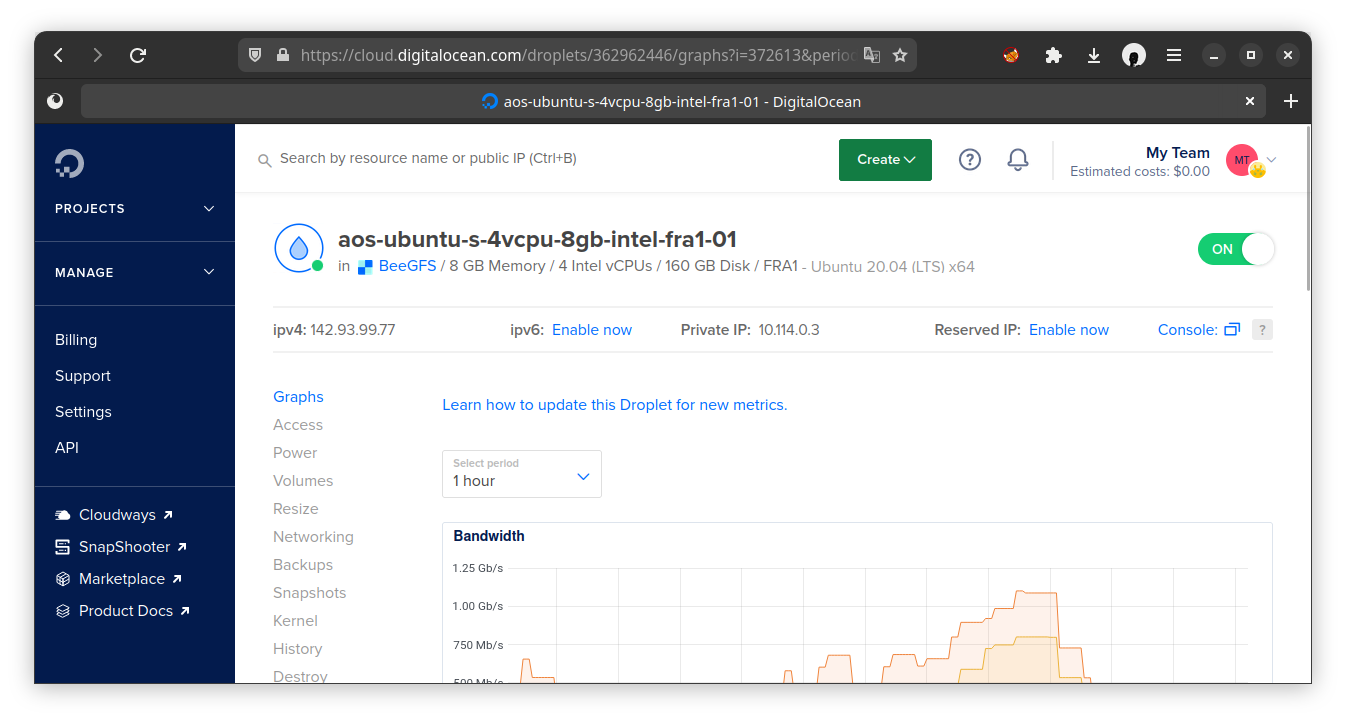 https://cloud.digitalocean.com/droplets/362962446/graphs?i=372613&perio
aos-ubuntu-s-4vcpu-8gb-intel-fra1-01 - DigitalOcean
Search by resource name or public IP (Ctrl+B)
Create
My Team
Estimated costs: $0.00
MT
PROJECTS
MANAGE
Billing
Support
Settings
API
Cloudways
SnapShooter
Marketplace
Product Docs
aos-ubuntu-s-4vcpu-8gb-intel-fra1-01
in BeeGFS / 8 GB Memory / 4 Intel vCPUs / 160 GB Disk / FRA1 - Ubuntu 20.04 (LTS) x64
ON
ipv4: 142.93.99.77 ipv6: Enable now Private IP: 10.114.0.3 Reserved IP: Enable now Console: ?
Graphs
Access
Power
Volumes
Resize
Networking
Backups
Snapshots
Kernel
History
Destroy
Learn how to update this Droplet for new metrics.
Select period
1 hour
Bandwidth
1.25 Gb/s
1.00 Gb/s
750 Mb/s
500 Mb/s